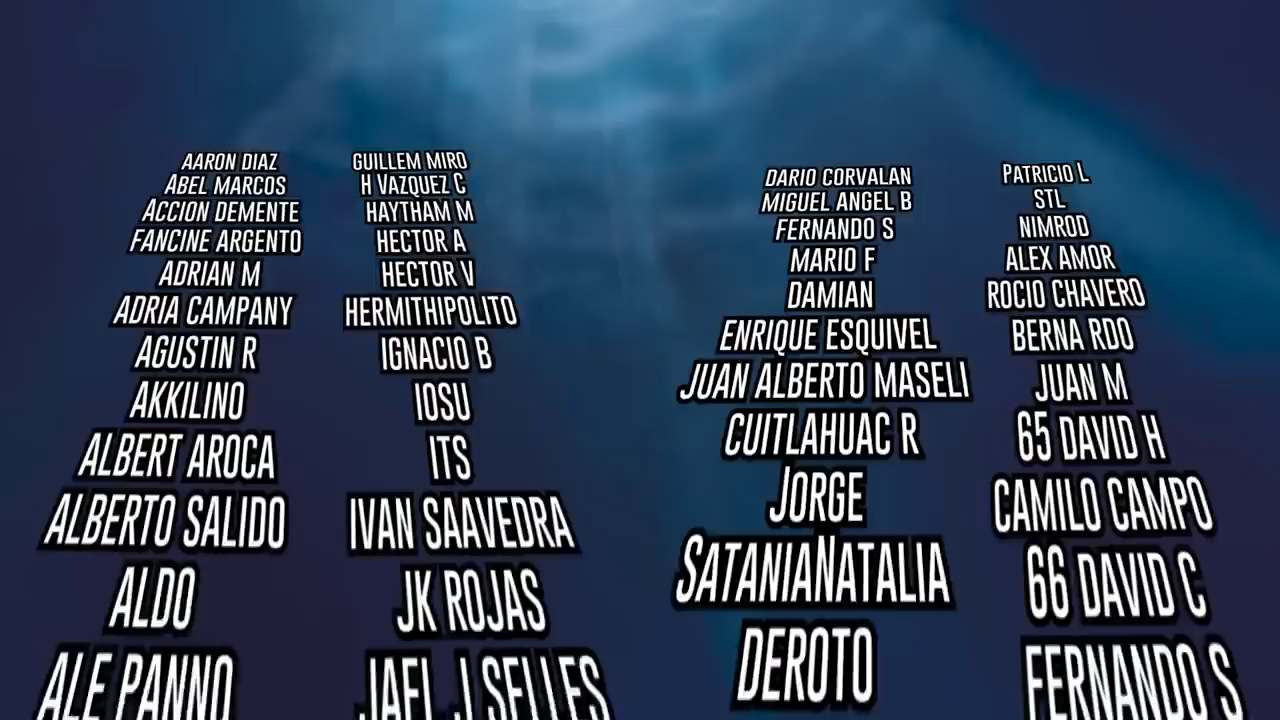 AARON DIAZ
ABEL MARCOS
ACCION DEMENTE
FANCINE ARGENTO
ADRIAN M
ADRIA CAMPANY
AGUSTIN R
AKKILINO
ALBERT AROCA
ALBERTO SALIDO
ALDO
ALE PANNO
GUILLEM MIRO
H VAZQUEZ C
HAYTHAM M
HECTOR A
HECTOR V
HERMITHIPOLITO
IGNACIO B
IOSU
ITS
IVAN SAAVEDRA
JK ROJAS
JAEL J SELLES
DARIO CORVALAN
MIGUEL ANGEL B
FERNANDO S
MARIO F
DAMIAN
ENRIQUE ESQUIVEL
JUAN ALBERTO MASELI
CUITLAHUAC R
JORGE
SATANIANATALIA
DEROTO
PATRICIO L
STL
NIMROD
ALEX AMOR
ROCIO CHAVERO
BERNA RDO
JUAN M
65 DAVID H
CAMILO CAMPO
66 DAVID C
FERNANDO S